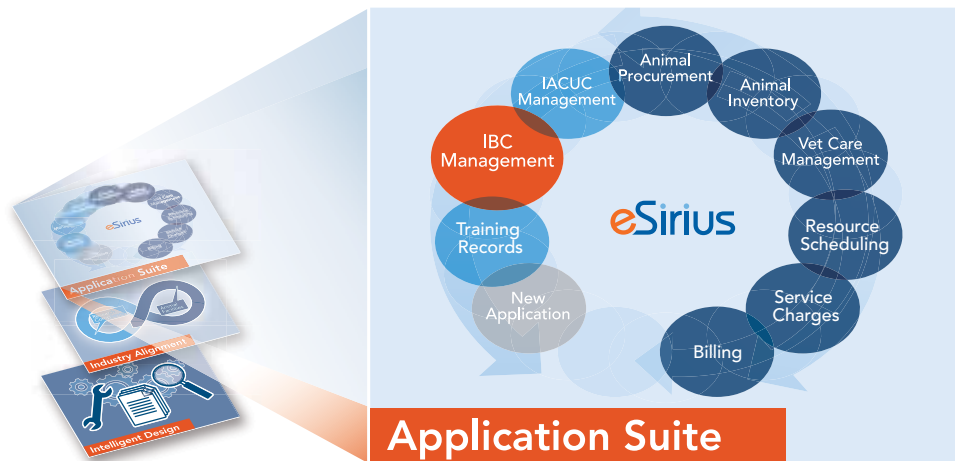 Animal
Procurement
IACUC
Management
Animal
Inventory
IBC
Management
Vet Care
Management
eSirius
Training
Records
Resource
Scheduling
New
Application
Service
Charges
Billing
Application Suite
eSirius
Application Suite
Industry Alignment
Intelligent Design